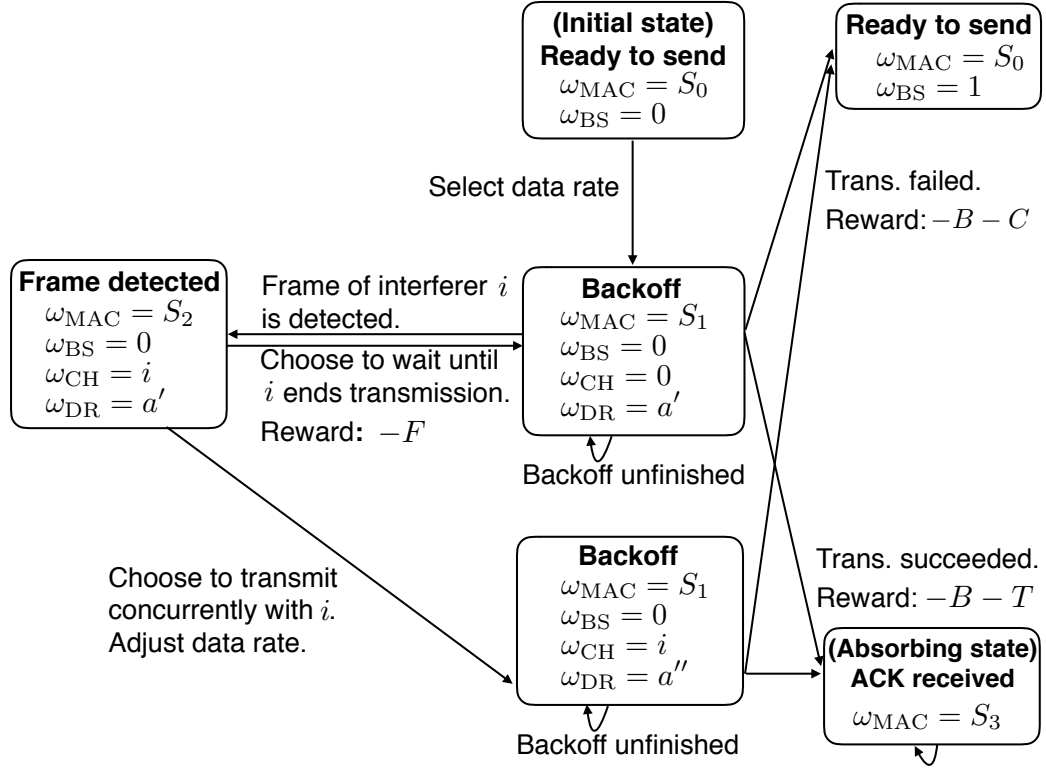 (Initial state)
Ready to send
ω_MAC = S_0
ω_BS = 0
Ready to send
ω_MAC = S_0
ω_BS = 1
Select data rate
Trans. failed.
Reward: −B − C
Frame detected
ω_MAC = S_2
ω_BS = 0
ω_CH = i
ω_DR = a′
Frame of interferer i
is detected.
Choose to wait until
i ends transmission.
Reward: −F
Backoff
ω_MAC = S_1
ω_BS = 0
ω_CH = 0
ω_DR = a′
Backoff unfinished
Choose to transmit
concurrently with i.
Adjust data rate.
Backoff
ω_MAC = S_1
ω_BS = 0
ω_CH = i
ω_DR = a″
Backoff unfinished
Trans. succeeded.
Reward: −B − T
(Absorbing state)
ACK received
ω_MAC = S_3